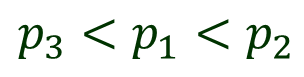 p₃ < p₁ < p₂